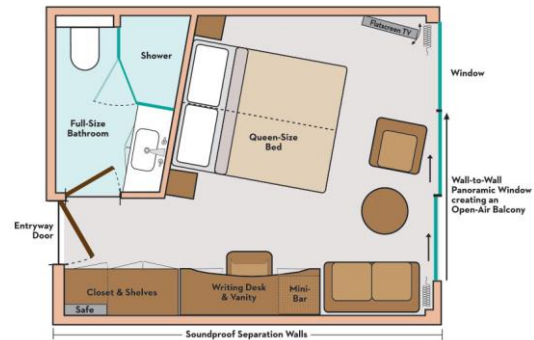 Flatscreen TV
Shower
Window
Full-Size
Bathroom
Queen-Size
Bed
Wall-to-Wall
Panoramic Window
creating an
Open-Air Balcony
Entryway
Door
Closet & Shelves
Writing Desk
& Vanity
Mini-
Bar
Safe
Soundproof Separation Walls